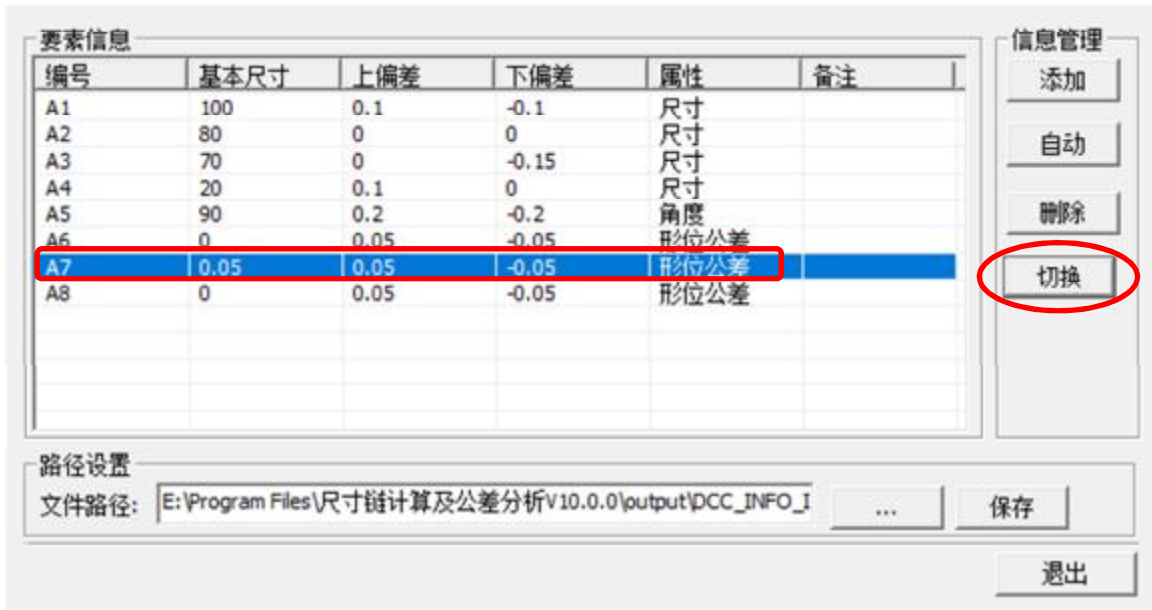 要素信息
信息管理
编号 基本尺寸 上偏差 下偏差 属性 备注
添加
A1 100 0.1 -0.1 尺寸
A2 80 0 0 尺寸
自动
A3 70 0 -0.15 尺寸
A4 20 0.1 0 尺寸
A5 90 0.2 -0.2 角度
删除
A6 0 0.05 -0.05 形位公差
A7 0.05 0.05 -0.05 形位公差
切换
A8 0 0.05 -0.05 形位公差
路径设置
文件路径: E:\Program Files\尺寸链计算及公差分析V10.0.0\output\DCC_INFO_I ... 保存
退出